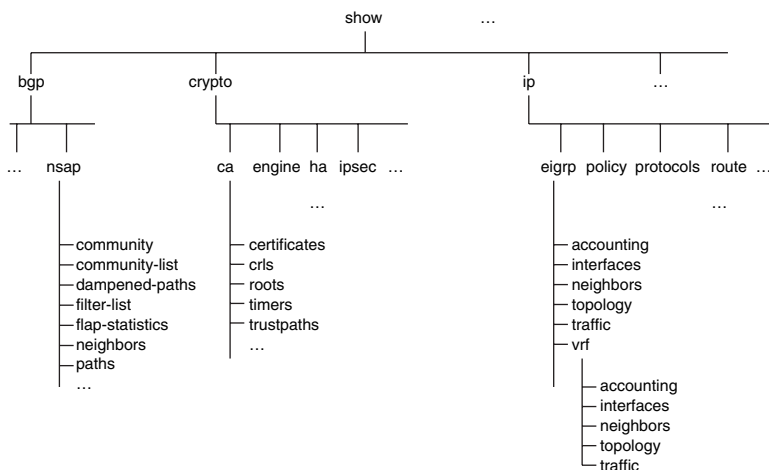 show …
bgp crypto ip …
… nsap ca engine ha ipsec … eigrp policy protocols route …
… …
community
community-list
dampened-paths
filter-list
flap-statistics
neighbors
paths
…
certificates
crls
roots
timers
trustpaths
…
accounting
interfaces
neighbors
topology
traffic
vrf
accounting
interfaces
neighbors
topology
traffic